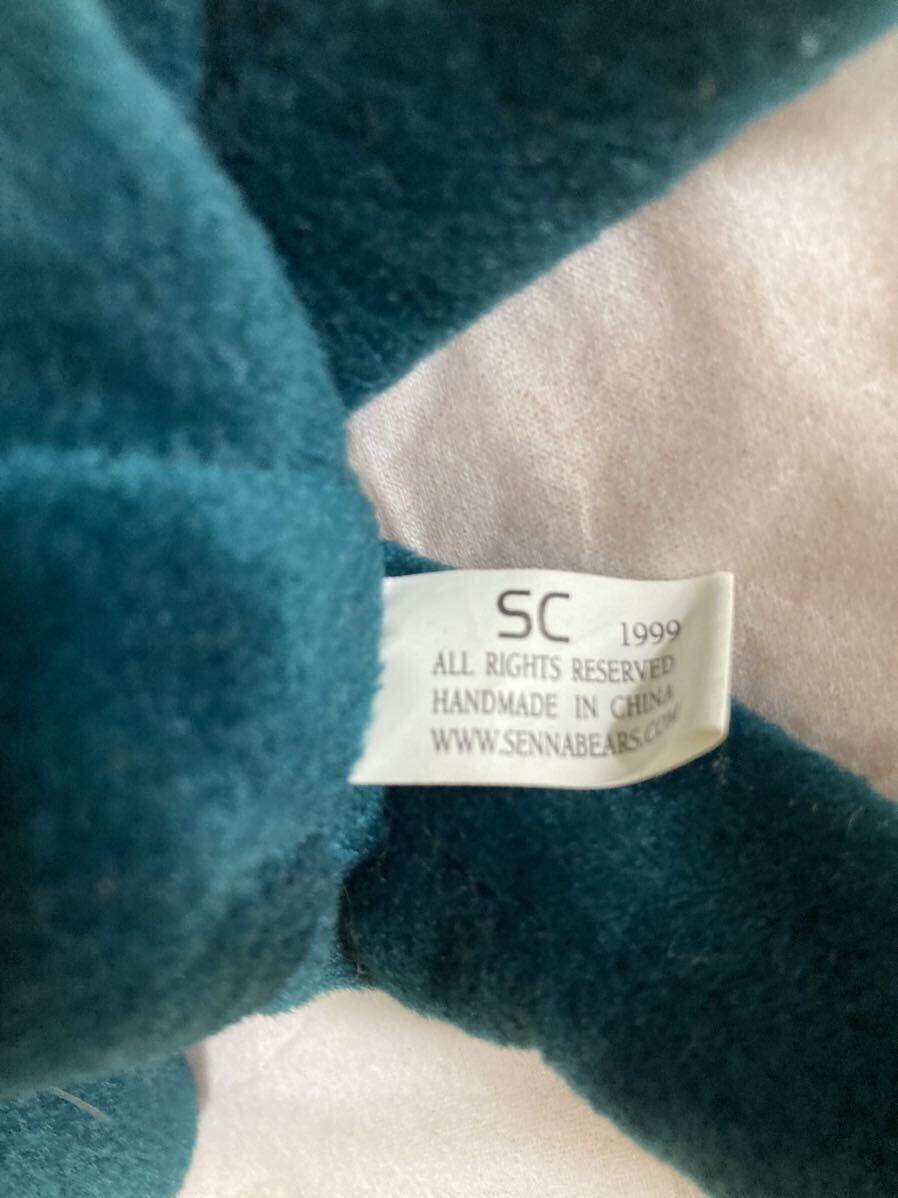 SC 1999
ALL RIGHTS RESERVED
HANDMADE IN CHINA
WWW.SENNABEARS.COM